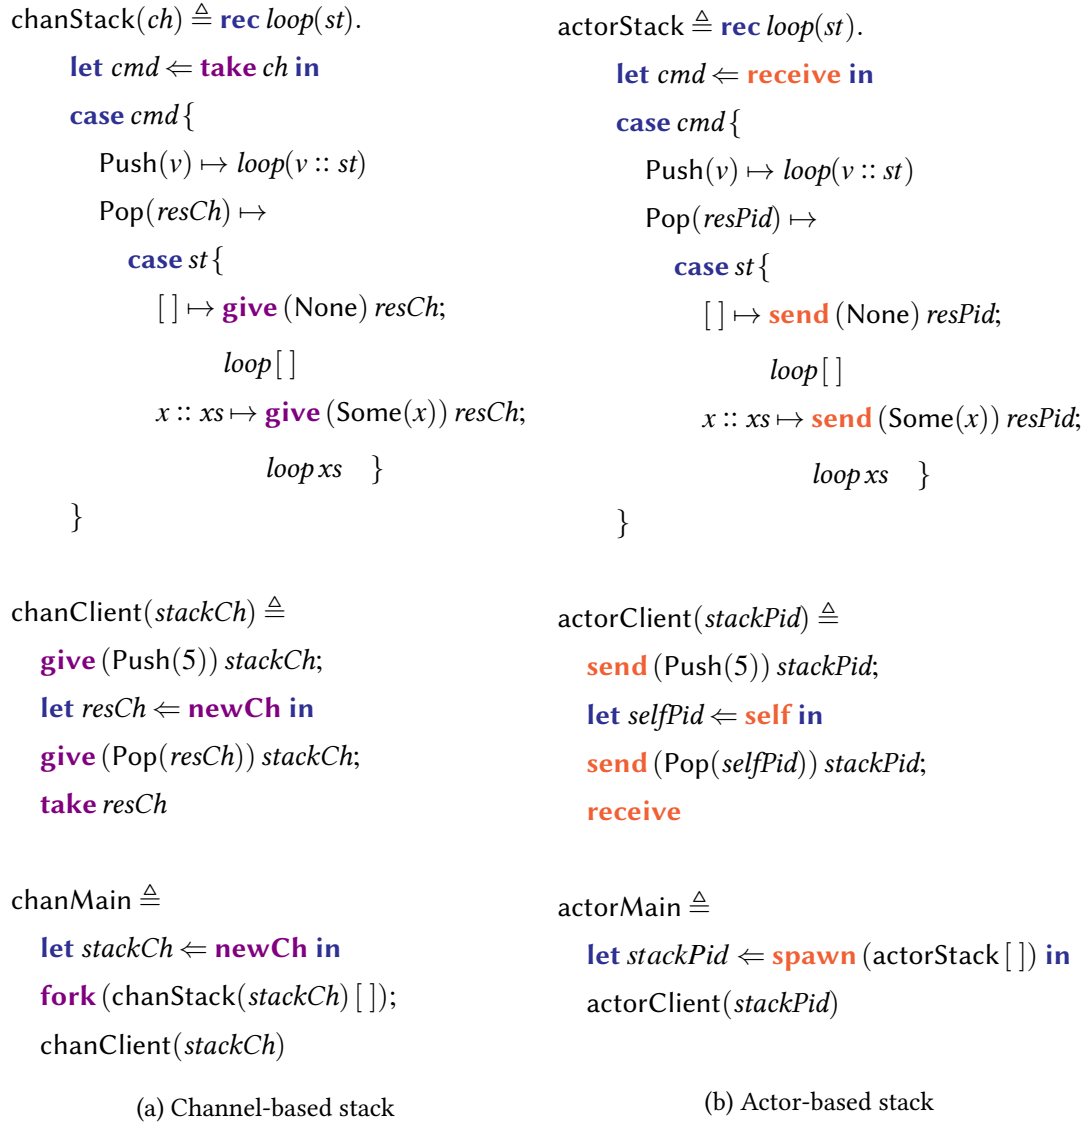 chanStack(ch) ≜ rec loop(st).
let cmd ⇐ take ch in
case cmd {
Push(v) ↦ loop(v :: st)
Pop(resCh) ↦
case st {
[ ] ↦ give (None) resCh;
loop [ ]
x :: xs ↦ give (Some(x)) resCh;
loop xs }
}
chanClient(stackCh) ≜
give (Push(5)) stackCh;
let resCh ⇐ newCh in
give (Pop(resCh)) stackCh;
take resCh
chanMain ≜
let stackCh ⇐ newCh in
fork (chanStack(stackCh) [ ]);
chanClient(stackCh)
(a) Channel-based stack
actorStack ≜ rec loop(st).
let cmd ⇐ receive in
case cmd {
Push(v) ↦ loop(v :: st)
Pop(resPid) ↦
case st {
[ ] ↦ send (None) resPid;
loop [ ]
x :: xs ↦ send (Some(x)) resPid;
loop xs }
}
actorClient(stackPid) ≜
send (Push(5)) stackPid;
let selfPid ⇐ self in
send (Pop(selfPid)) stackPid;
receive
actorMain ≜
let stackPid ⇐ spawn (actorStack [ ]) in
actorClient(stackPid)
(b) Actor-based stack